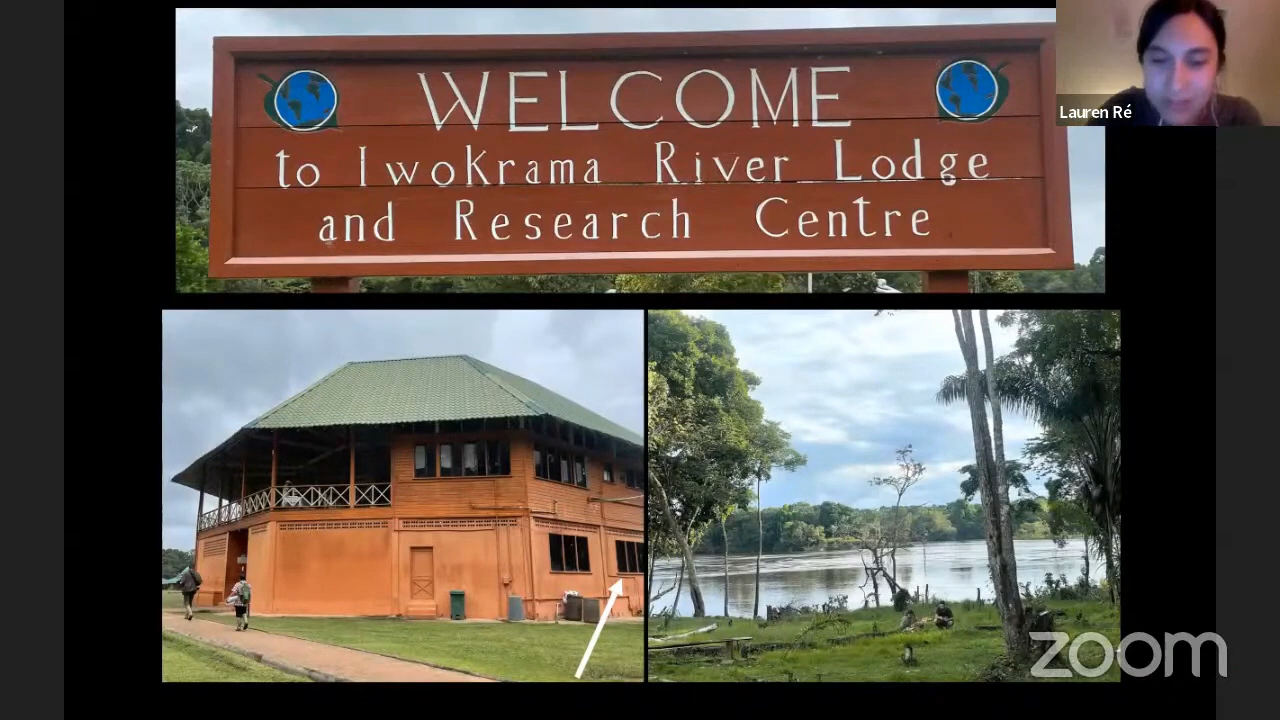 WELCOME
to Iwokrama River Lodge
and Research Centre
Lauren Ré
zoom